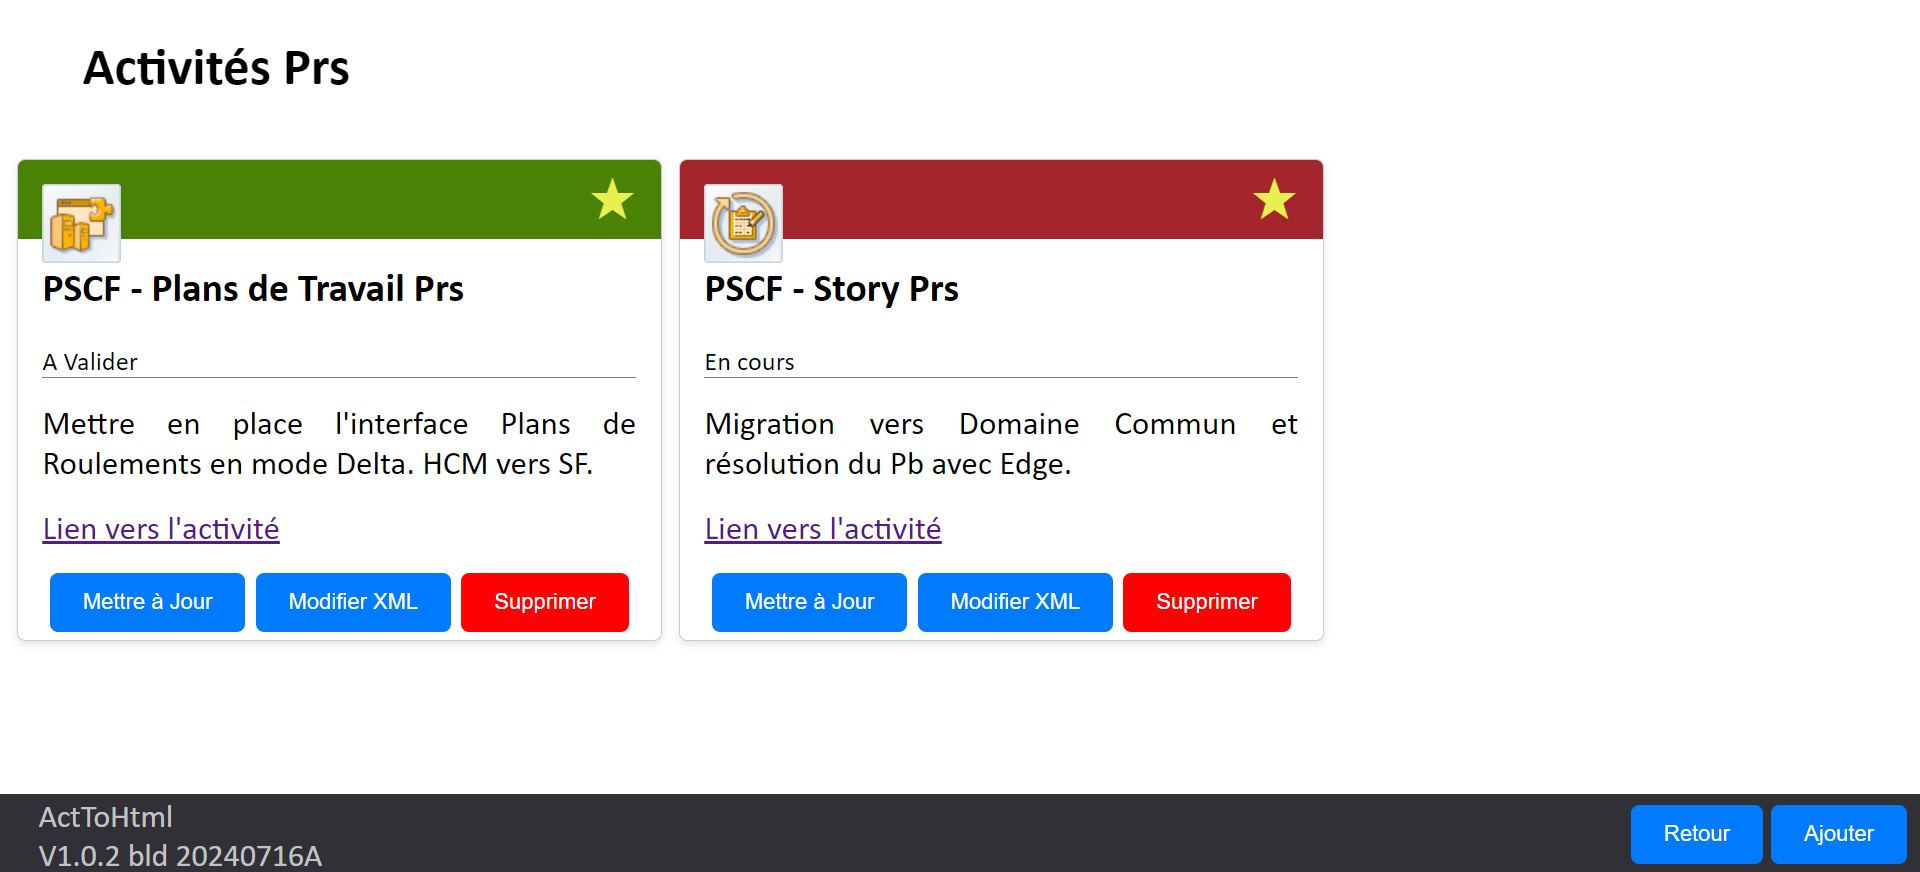 Activités Prs
PSCF - Plans de Travail Prs
A Valider
Mettre en place l'interface Plans de
Roulements en mode Delta. HCM vers SF.
Lien vers l'activité
Mettre à Jour
Modifier XML
Supprimer
PSCF - Story Prs
En cours
Migration vers Domaine Commun et
résolution du Pb avec Edge.
Lien vers l'activité
Mettre à Jour
Modifier XML
Supprimer
ActToHtml
V1.0.2 bld 20240716A
Retour
Ajouter